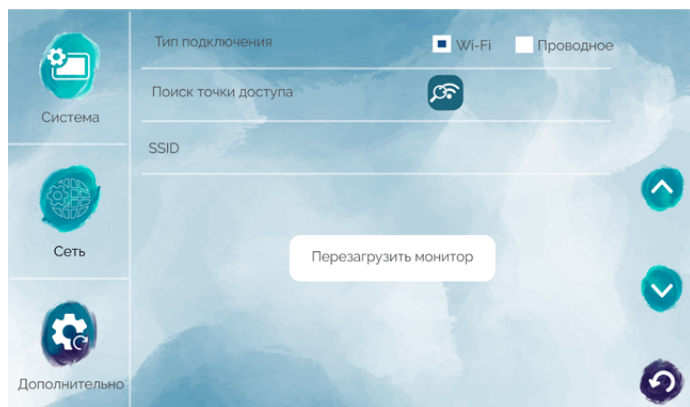 Тип подключения
Wi-Fi
Проводное
Поиск точки доступа
Система
SSID
Сеть
Перезагрузить монитор
Дополнительно